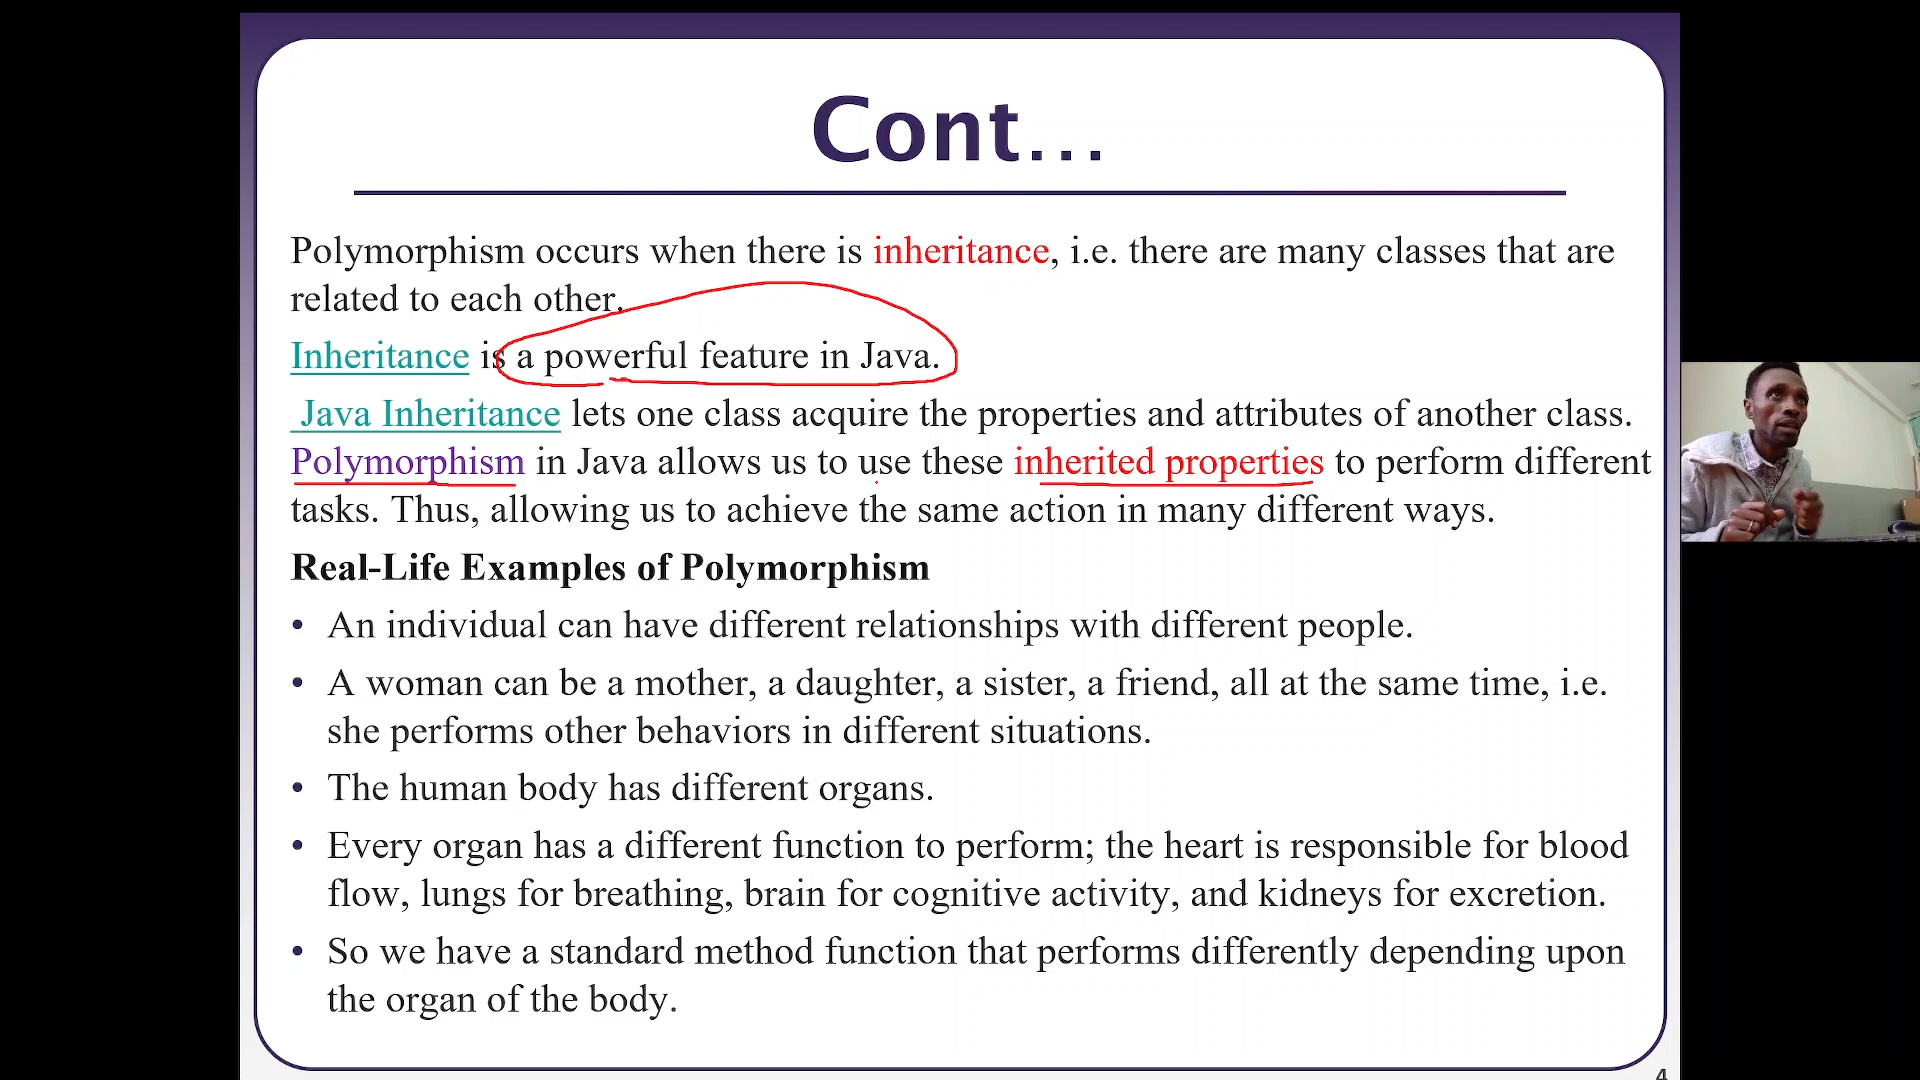 Cont...
Polymorphism occurs when there is inheritance, i.e. there are many classes that are
related to each other.
Inheritance is a powerful feature in Java.
Java Inheritance lets one class acquire the properties and attributes of another class.
Polymorphism in Java allows us to use these inherited properties to perform different
tasks. Thus, allowing us to achieve the same action in many different ways.
Real-Life Examples of Polymorphism
• An individual can have different relationships with different people.
• A woman can be a mother, a daughter, a sister, a friend, all at the same time, i.e.
she performs other behaviors in different situations.
• The human body has different organs.
• Every organ has a different function to perform; the heart is responsible for blood
flow, lungs for breathing, brain for cognitive activity, and kidneys for excretion.
• So we have a standard method function that performs differently depending upon
the organ of the body.
4